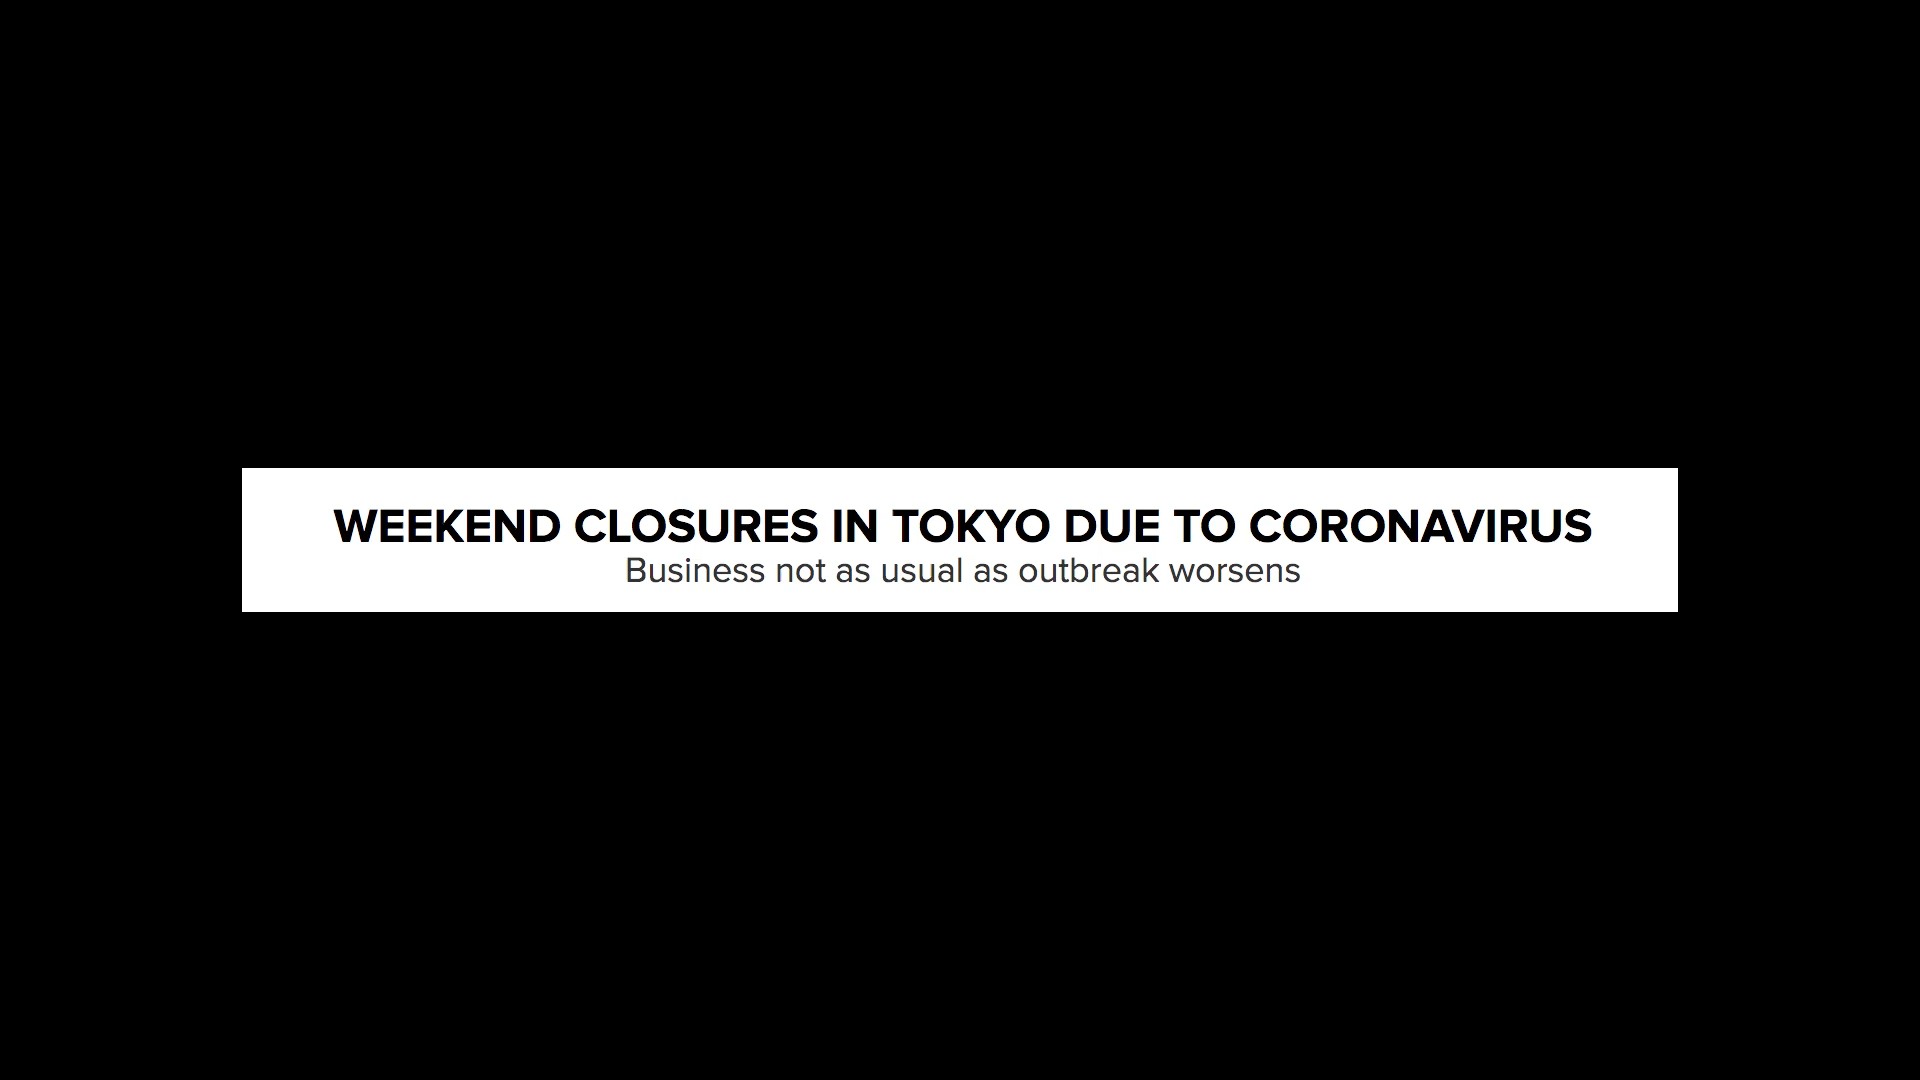 WEEKEND CLOSURES IN TOKYO DUE TO CORONAVIRUS
Business not as usual as outbreak worsens